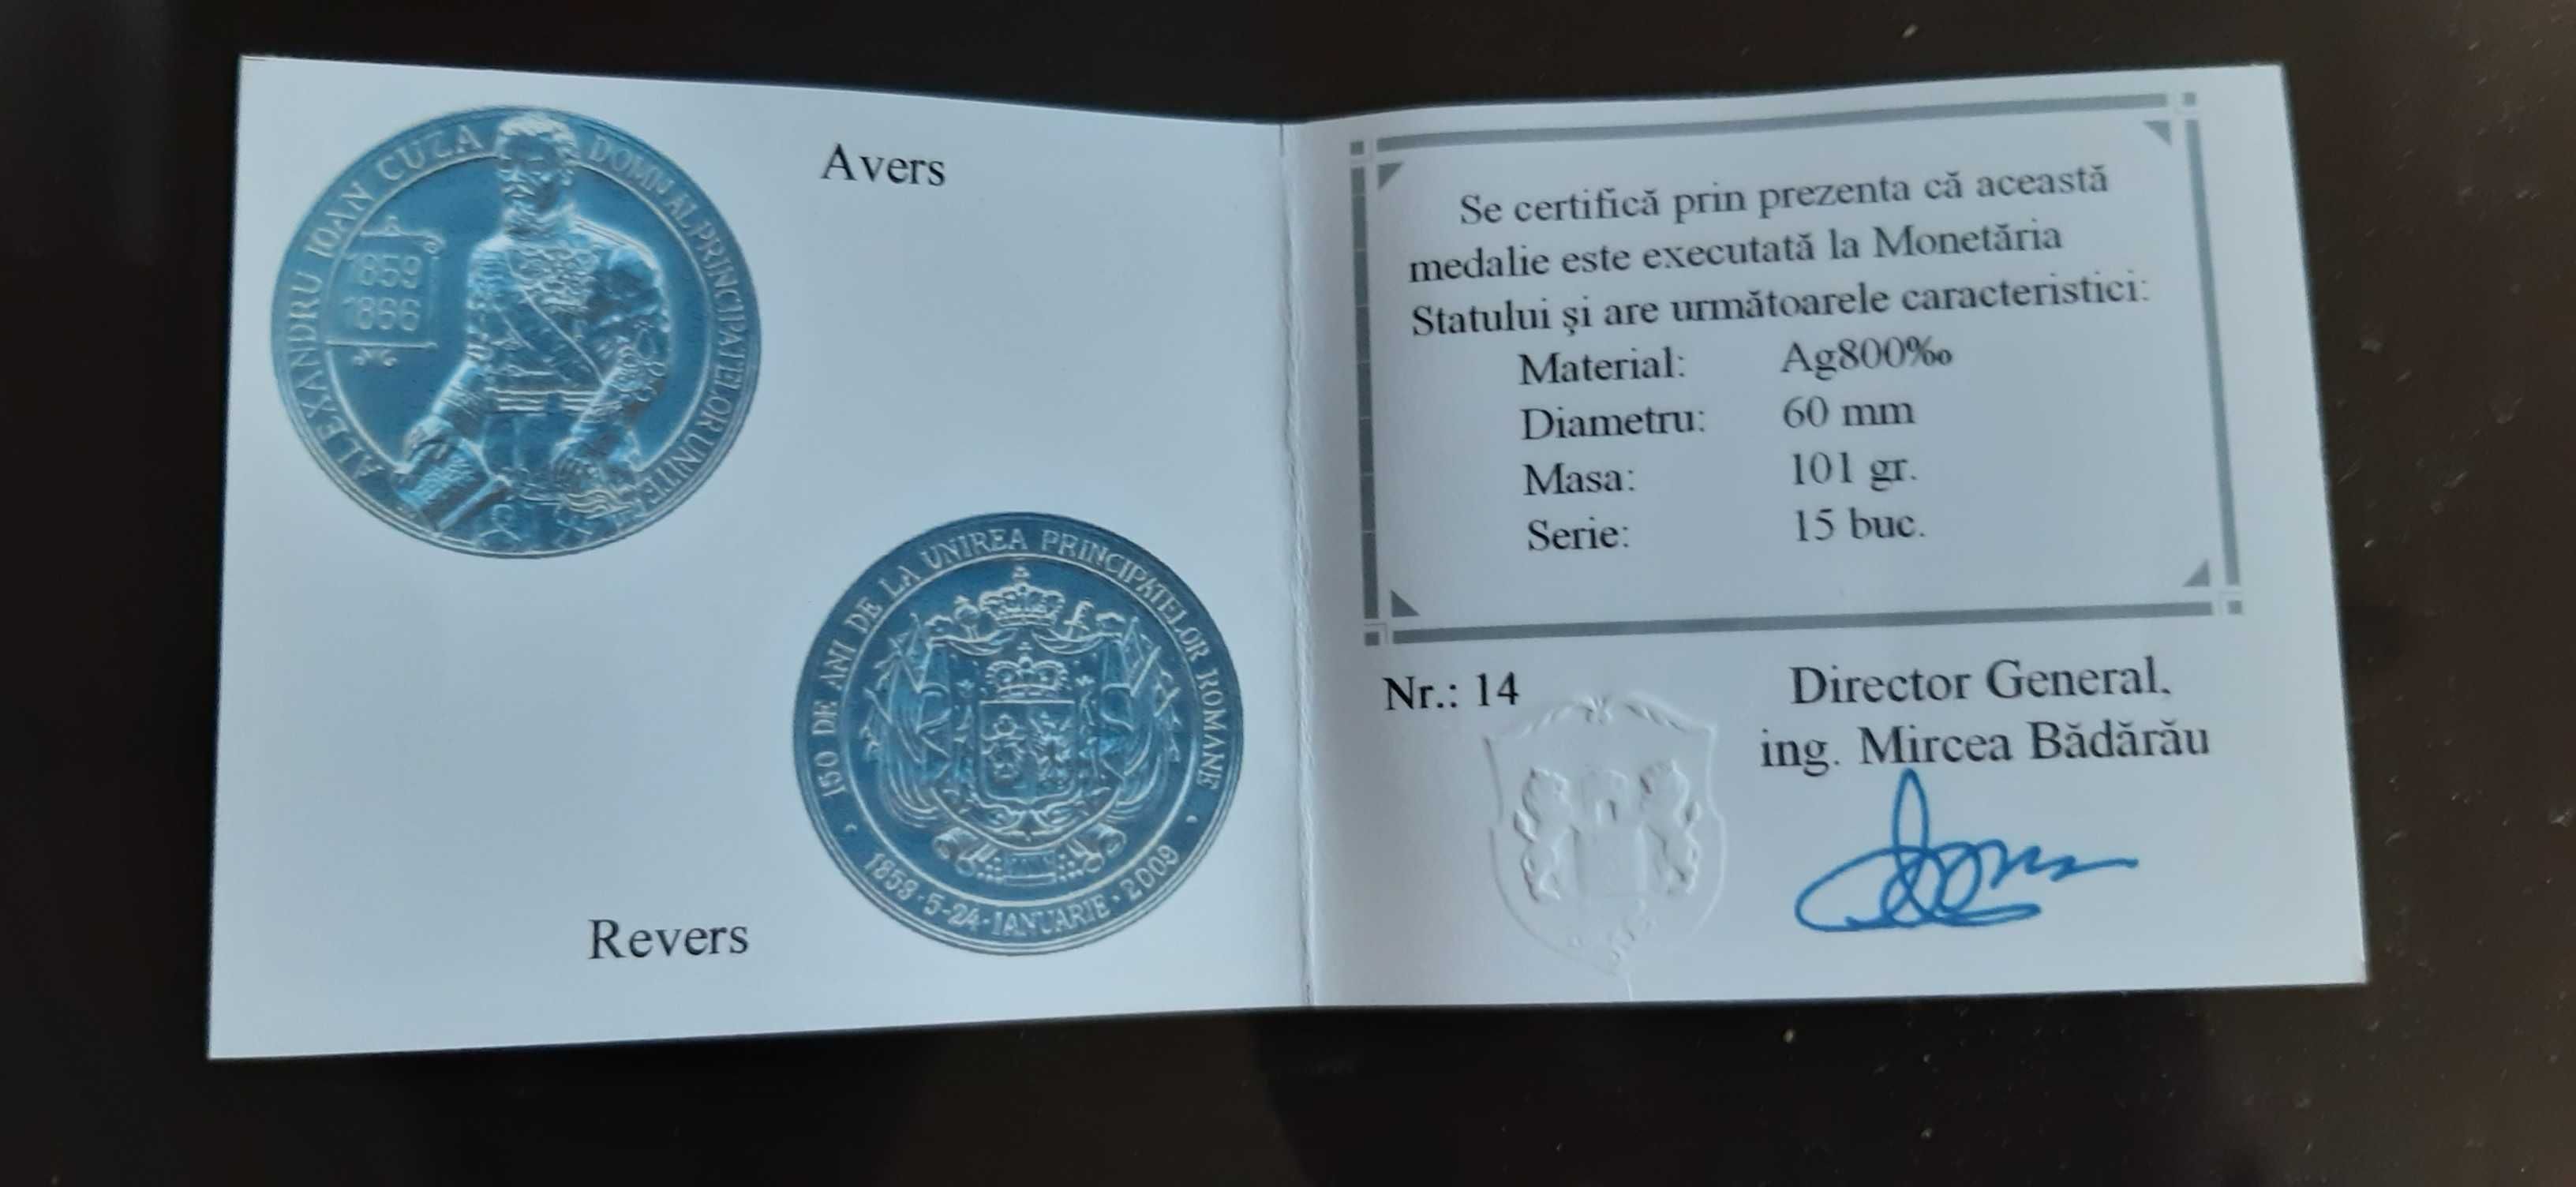 ALEXANDRU IOAN CUZA
DOMN AL PRINCIPATELOR UNITE
1859
1866
Avers
150 DE ANI DE LA UNIREA PRINCIPATELOR ROMANE
1859 · 5-24 · IANUARIE · 2009
Revers
Se certifică prin prezenta că această
medalie este executată la Monetăria
Statului şi are următoarele caracteristici:
Material: Ag800‰
Diametru: 60 mm
Masa: 101 gr.
Serie: 15 buc.
Nr.: 14
Director General,
ing. Mircea Bădărău